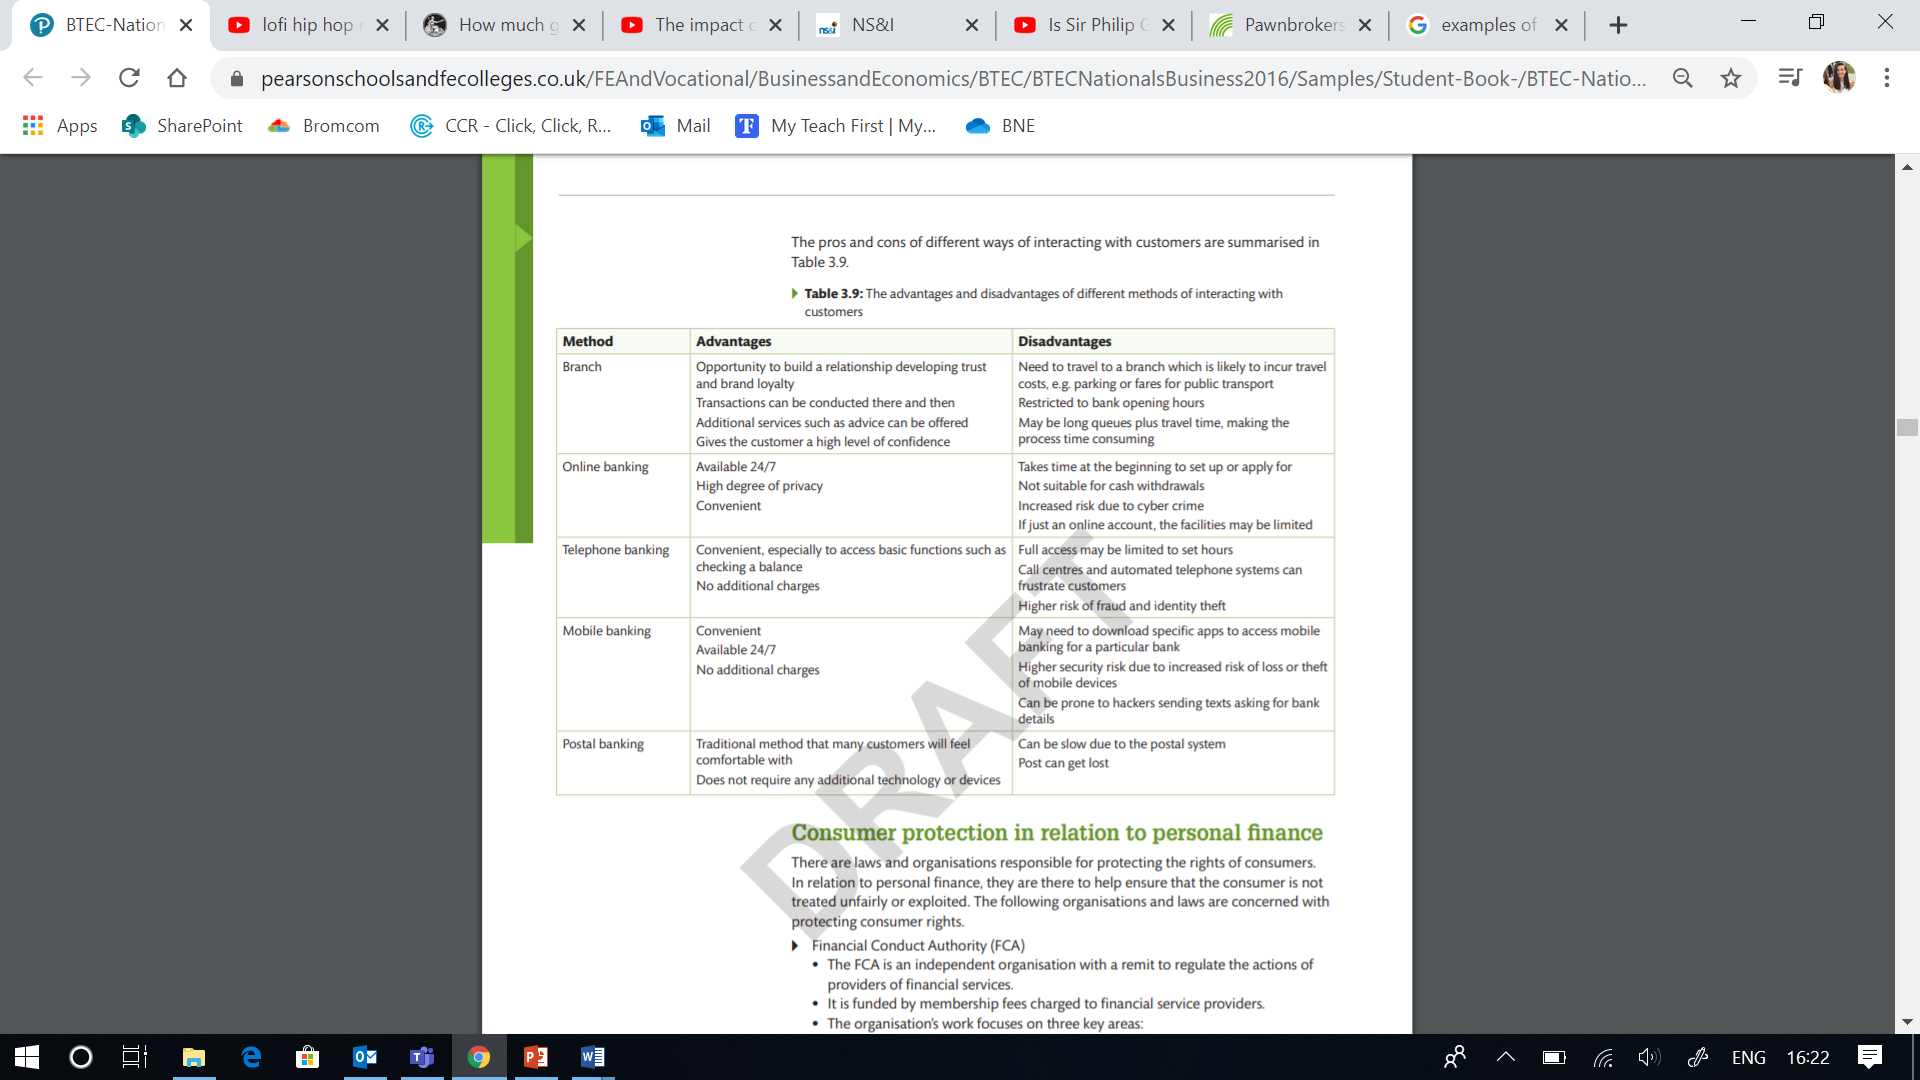 BTEC-Nation
lofi hip hop
How much g
The impact c
NS&I
Is Sir Philip G
Pawnbrokers
examples of
pearsonschoolsandfecolleges.co.uk/FEAndVocational/BusinessandEconomics/BTEC/BTECNationalsBusiness2016/Samples/Student-Book-/BTEC-Natio...
Apps
SharePoint
Bromcom
CCR - Click, Click, R...
Mail
My Teach First | My...
BNE
The pros and cons of different ways of interacting with customers are summarised in
Table 3.9.
Table 3.9: The advantages and disadvantages of different methods of interacting with
customers
Method
Advantages
Disadvantages
Branch
Opportunity to build a relationship developing trust
and brand loyalty
Transactions can be conducted there and then
Additional services such as advice can be offered
Gives the customer a high level of confidence
Need to travel to a branch which is likely to incur travel
costs, e.g. parking or fares for public transport
Restricted to bank opening hours
May be long queues plus travel time, making the
process time consuming
Online banking
Available 24/7
High degree of privacy
Convenient
Takes time at the beginning to set up or apply for
Not suitable for cash withdrawals
Increased risk due to cyber crime
If just an online account, the facilities may be limited
Telephone banking
Convenient, especially to access basic functions such as
checking a balance
No additional charges
Full access may be limited to set hours
Call centres and automated telephone systems can
frustrate customers
Higher risk of fraud and identity theft
Mobile banking
Convenient
Available 24/7
No additional charges
May need to download specific apps to access mobile
banking for a particular bank
Higher security risk due to increased risk of loss or theft
of mobile devices
Can be prone to hackers sending texts asking for bank
details
Postal banking
Traditional method that many customers will feel
comfortable with
Does not require any additional technology or devices
Can be slow due to the postal system
Post can get lost
DRAFT
Consumer protection in relation to personal finance
There are laws and organisations responsible for protecting the rights of consumers.
In relation to personal finance, they are there to help ensure that the consumer is not
treated unfairly or exploited. The following organisations and laws are concerned with
protecting consumer rights.
Financial Conduct Authority (FCA)
• The FCA is an independent organisation with a remit to regulate the actions of
providers of financial services.
• It is funded by membership fees charged to financial service providers.
• The organisation's work focuses on three key areas:
ENG
16:22